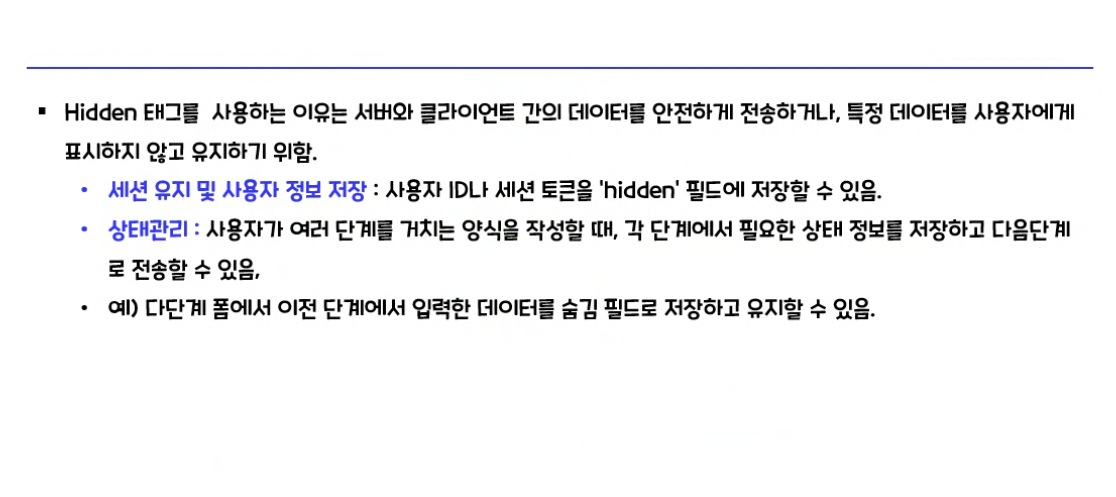 ▪ Hidden 태그를 사용하는 이유는 서버와 클라이언트 간의 데이터를 안전하게 전송하거나, 특정 데이터를 사용자에게
표시하지 않고 유지하기 위함.
• 세션 유지 및 사용자 정보 저장 : 사용자 ID나 세션 토큰을 'hidden' 필드에 저장할 수 있음.
• 상태관리 : 사용자가 여러 단계를 거치는 양식을 작성할 때, 각 단계에서 필요한 상태 정보를 저장하고 다음단계
로 전송할 수 있음,
• 예) 다단계 폼에서 이전 단계에서 입력한 데이터를 숨김 필드로 저장하고 유지할 수 있음.